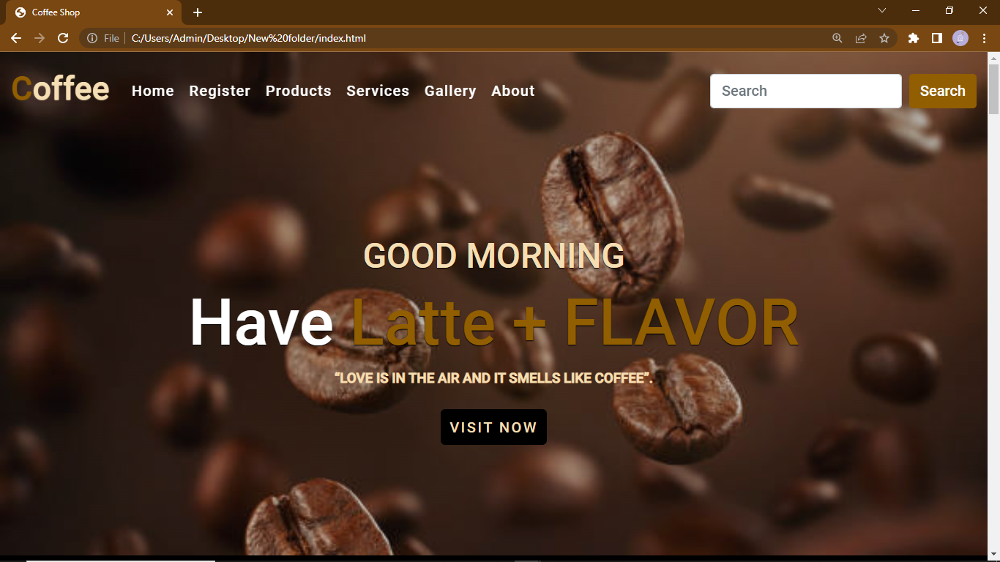 Coffee Shop
File | C:/Users/Admin/Desktop/New%20folder/index.html
Coffee Home Register Products Services Gallery About Search Search
GOOD MORNING
Have Latte + FLAVOR
“LOVE IS IN THE AIR AND IT SMELLS LIKE COFFEE”.
VISIT NOW